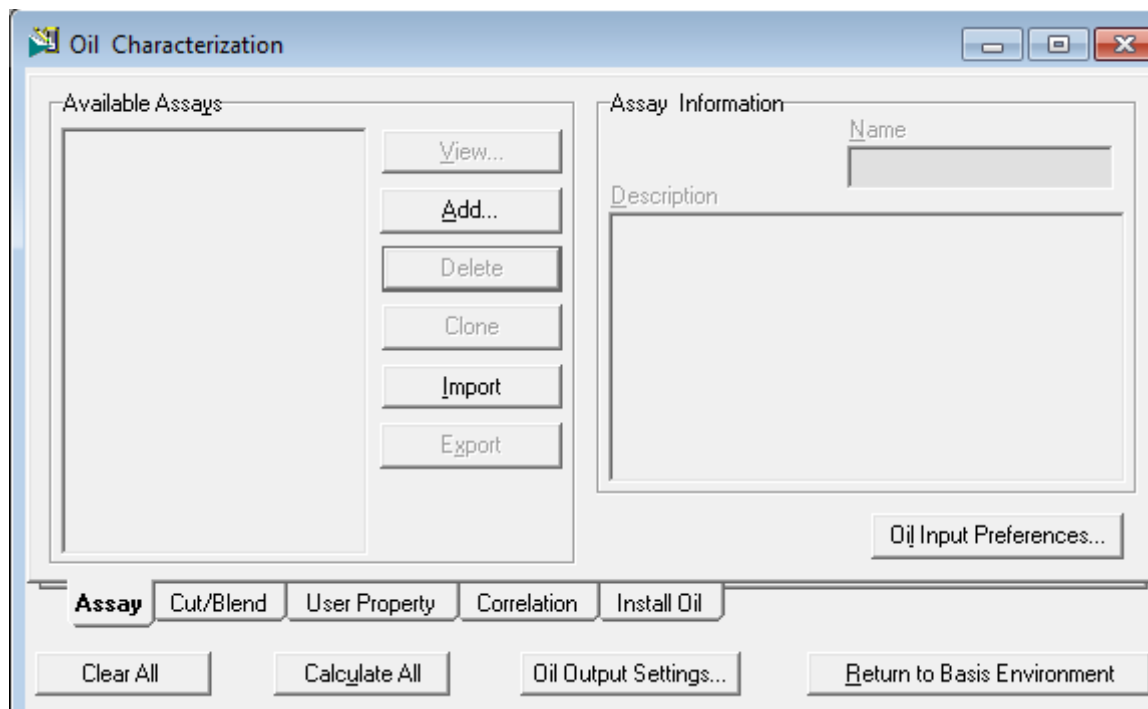 Oil Characterization
Available Assays
View...
Add...
Delete
Clone
Import
Export
Assay Information
Name
Description
Oil Input Preferences...
Assay
Cut/Blend
User Property
Correlation
Install Oil
Clear All
Calculate All
Oil Output Settings...
Return to Basis Environment